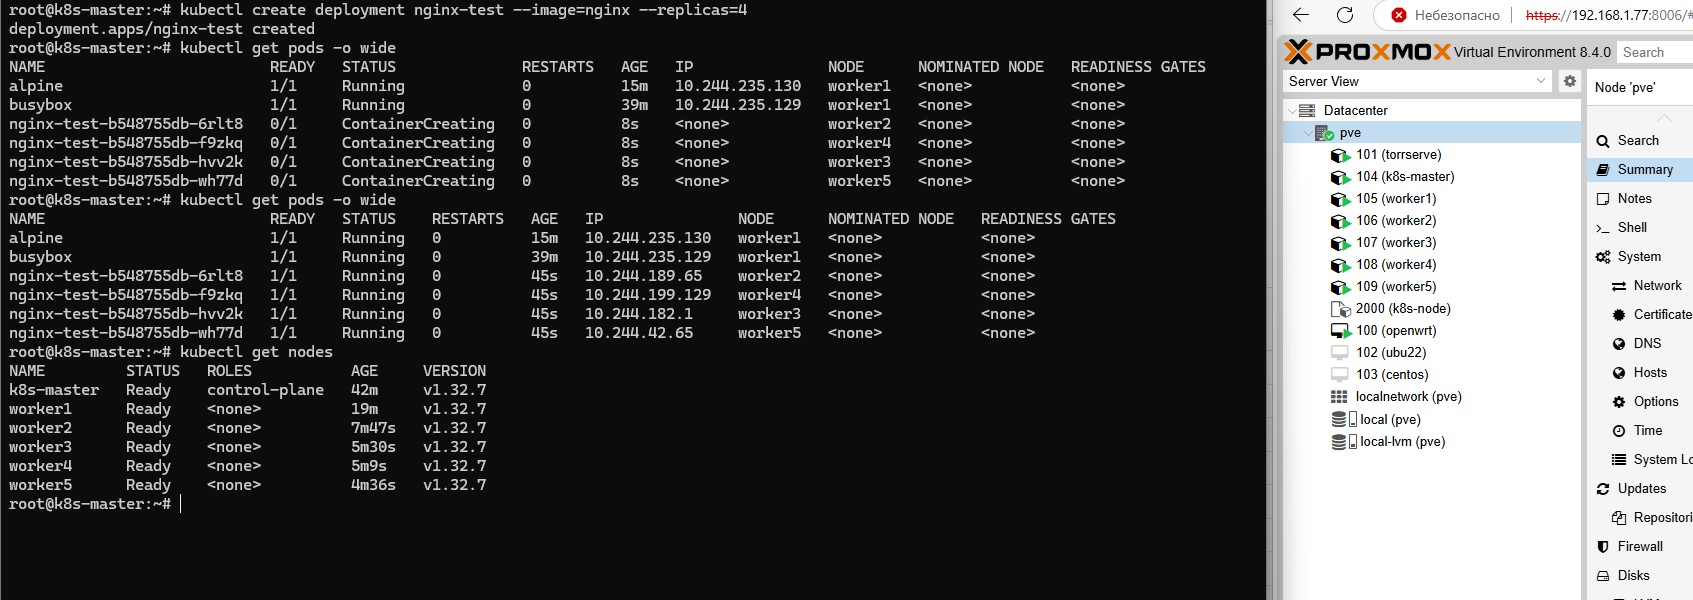 root@k8s-master:~# kubectl create deployment nginx-test --image=nginx --replicas=4
deployment.apps/nginx-test created
root@k8s-master:~# kubectl get pods -o wide
NAME READY STATUS RESTARTS AGE IP NODE NOMINATED NODE READINESS GATES
alpine 1/1 Running 0 15m 10.244.235.130 worker1 <none> <none>
busybox 1/1 Running 0 39m 10.244.235.129 worker1 <none> <none>
nginx-test-b548755db-6rlt8 0/1 ContainerCreating 0 8s <none> worker2 <none> <none>
nginx-test-b548755db-f9zkq 0/1 ContainerCreating 0 8s <none> worker4 <none> <none>
nginx-test-b548755db-hvv2k 0/1 ContainerCreating 0 8s <none> worker3 <none> <none>
nginx-test-b548755db-wh77d 0/1 ContainerCreating 0 8s <none> worker5 <none> <none>
root@k8s-master:~# kubectl get pods -o wide
NAME READY STATUS RESTARTS AGE IP NODE NOMINATED NODE READINESS GATES
alpine 1/1 Running 0 15m 10.244.235.130 worker1 <none> <none>
busybox 1/1 Running 0 39m 10.244.235.129 worker1 <none> <none>
nginx-test-b548755db-6rlt8 1/1 Running 0 45s 10.244.189.65 worker2 <none> <none>
nginx-test-b548755db-f9zkq 1/1 Running 0 45s 10.244.199.129 worker4 <none> <none>
nginx-test-b548755db-hvv2k 1/1 Running 0 45s 10.244.182.1 worker3 <none> <none>
nginx-test-b548755db-wh77d 1/1 Running 0 45s 10.244.42.65 worker5 <none> <none>
root@k8s-master:~# kubectl get nodes
NAME STATUS ROLES AGE VERSION
k8s-master Ready control-plane 42m v1.32.7
worker1 Ready <none> 19m v1.32.7
worker2 Ready <none> 7m47s v1.32.7
worker3 Ready <none> 5m30s v1.32.7
worker4 Ready <none> 5m9s v1.32.7
worker5 Ready <none> 4m36s v1.32.7
root@k8s-master:~#
Небезопасно https://192.168.1.77:8006/#
PROXMOX Virtual Environment 8.4.0 Search
Server View
Datacenter
pve
101 (torrserve)
104 (k8s-master)
105 (worker1)
106 (worker2)
107 (worker3)
108 (worker4)
109 (worker5)
2000 (k8s-node)
100 (openwrt)
102 (ubu22)
103 (centos)
localnetwork (pve)
local (pve)
local-lvm (pve)
Node 'pve'
Search
Summary
Notes
Shell
System
Network
Certificate
DNS
Hosts
Options
Time
System Lo
Updates
Repositori
Firewall
Disks